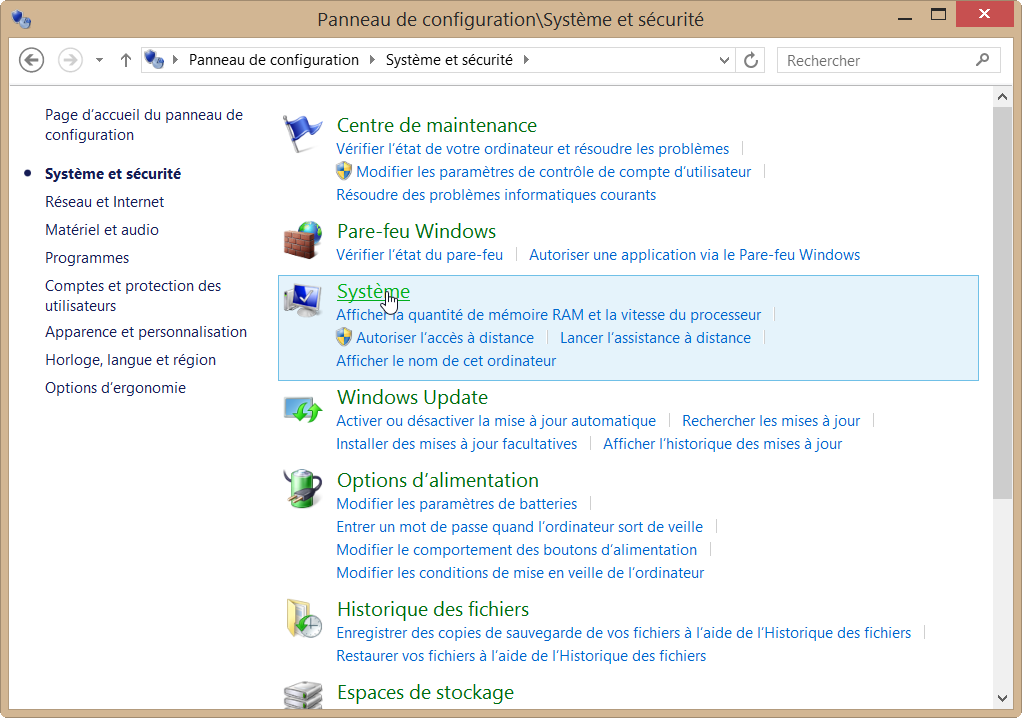 Panneau de configuration\Système et sécurité
Panneau de configuration Système et sécurité
Rechercher
Page d'accueil du panneau de
configuration
Système et sécurité
Réseau et Internet
Matériel et audio
Programmes
Comptes et protection des
utilisateurs
Apparence et personnalisation
Horloge, langue et région
Options d'ergonomie
Centre de maintenance
Vérifier l'état de votre ordinateur et résoudre les problèmes
Modifier les paramètres de contrôle de compte d'utilisateur
Résoudre des problèmes informatiques courants
Pare-feu Windows
Vérifier l'état du pare-feu Autoriser une application via le Pare-feu Windows
Système
Afficher la quantité de mémoire RAM et la vitesse du processeur
Autoriser l'accès à distance Lancer l'assistance à distance
Afficher le nom de cet ordinateur
Windows Update
Activer ou désactiver la mise à jour automatique Rechercher les mises à jour
Installer des mises à jour facultatives Afficher l'historique des mises à jour
Options d'alimentation
Modifier les paramètres de batteries
Entrer un mot de passe quand l'ordinateur sort de veille
Modifier le comportement des boutons d'alimentation
Modifier les conditions de mise en veille de l'ordinateur
Historique des fichiers
Enregistrer des copies de sauvegarde de vos fichiers à l'aide de l'Historique des fichiers
Restaurer vos fichiers à l'aide de l'Historique des fichiers
Espaces de stockage